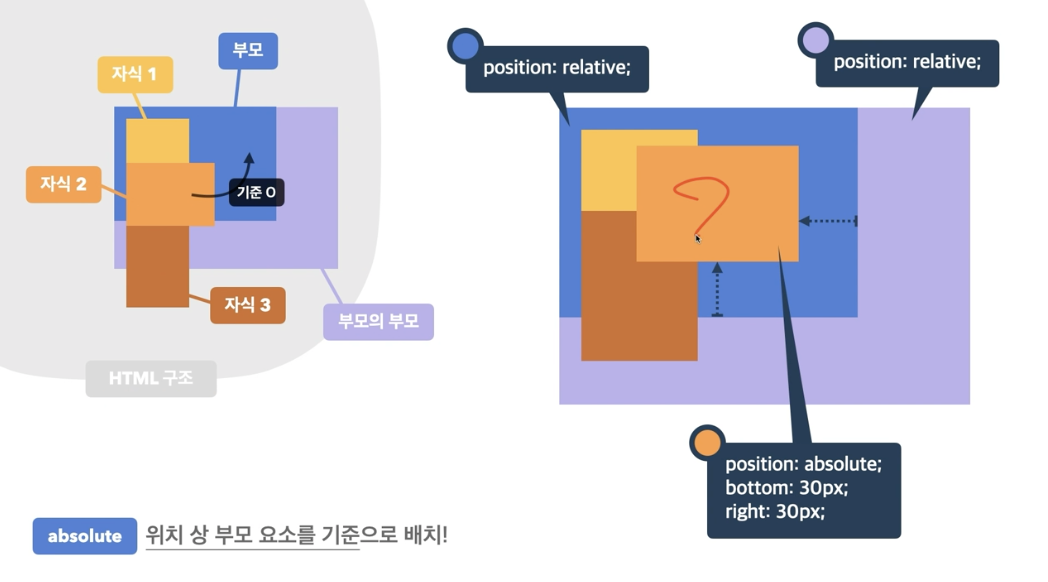 부모
자식 1
자식 2
기준 O
자식 3
부모의 부모
HTML 구조
position: relative;
position: relative;
position: absolute;
bottom: 30px;
right: 30px;
absolute 위치 상 부모 요소를 기준으로 배치!